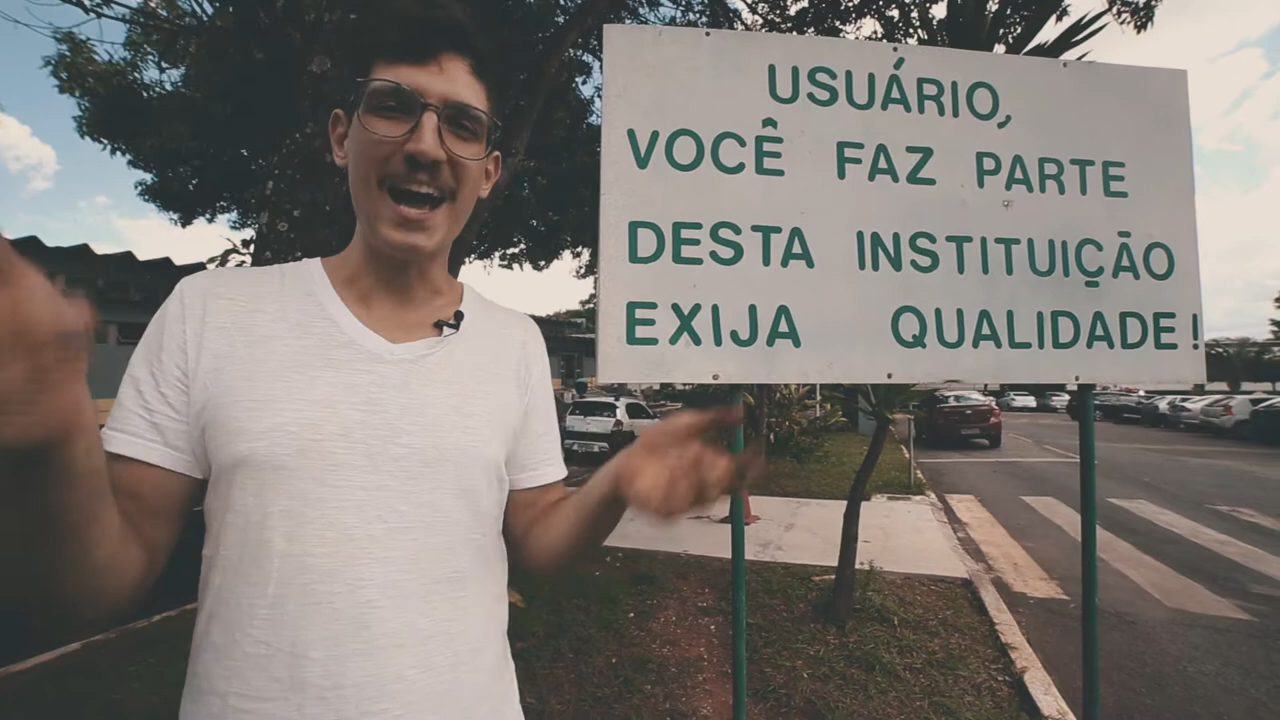 USUÁRIO,
VOCÊ FAZ PARTE
DESTA INSTITUIÇÃO
EXIJA QUALIDADE!